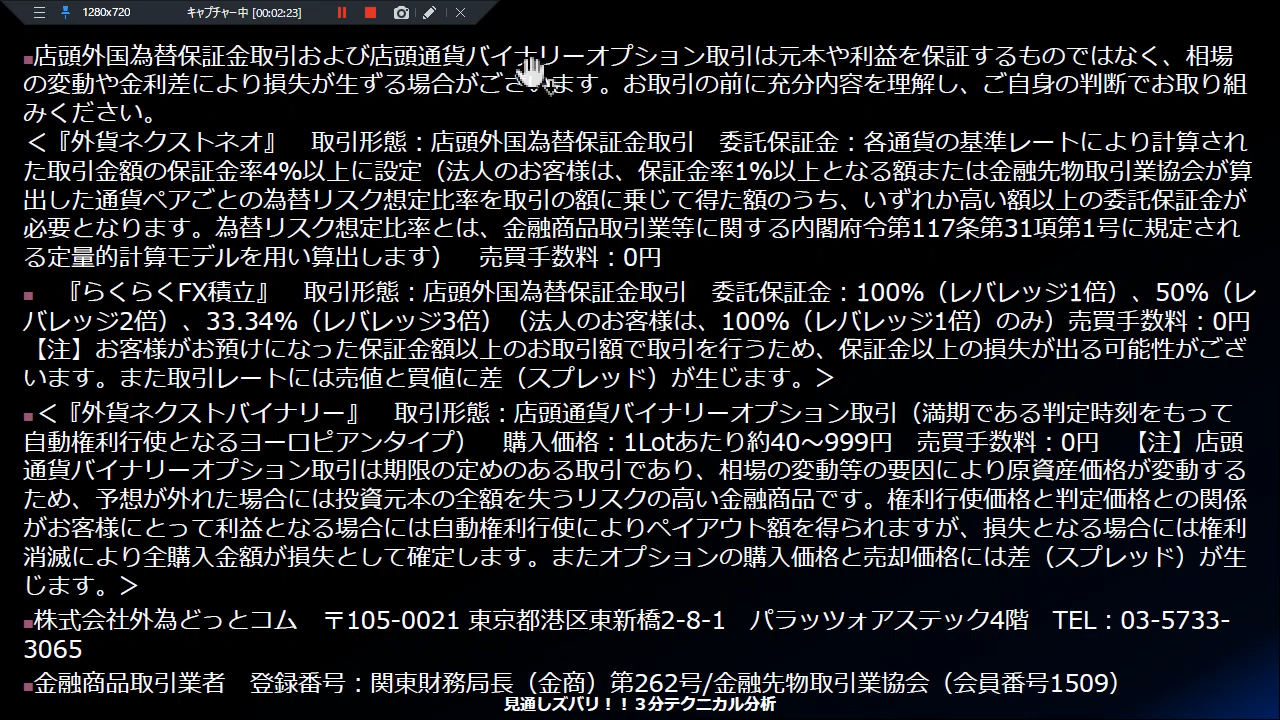 1280x720 キャプチャー中 [00:02:23]
■店頭外国為替保証金取引および店頭通貨バイナリーオプション取引は元本や利益を保証するものではなく、相場
の変動や金利差により損失が生ずる場合がございます。お取引の前に充分内容を理解し、ご自身の判断でお取り組
みください。
＜『外貨ネクストネオ』　取引形態：店頭外国為替保証金取引　委託保証金：各通貨の基準レートにより計算され
た取引金額の保証金率4%以上に設定（法人のお客様は、保証金率1%以上となる額または金融先物取引業協会が算
出した通貨ペアごとの為替リスク想定比率を取引の額に乗じて得た額のうち、いずれか高い額以上の委託保証金が
必要となります。為替リスク想定比率とは、金融商品取引業等に関する内閣府令第117条第31項第1号に規定され
る定量的計算モデルを用い算出します）　売買手数料：0円
■　『らくらくFX積立』　取引形態：店頭外国為替保証金取引　委託保証金：100%（レバレッジ1倍）、50%（レ
バレッジ2倍）、33.34%（レバレッジ3倍）（法人のお客様は、100%（レバレッジ1倍）のみ）売買手数料：0円
【注】お客様がお預けになった保証金額以上のお取引額で取引を行うため、保証金以上の損失が出る可能性がござ
います。また取引レートには売値と買値に差（スプレッド）が生じます。＞
■＜『外貨ネクストバイナリー』　取引形態：店頭通貨バイナリーオプション取引（満期である判定時刻をもって
自動権利行使となるヨーロピアンタイプ）　購入価格：1Lotあたり約40～999円　売買手数料：0円　【注】店頭
通貨バイナリーオプション取引は期限の定めのある取引であり、相場の変動等の要因により原資産価格が変動する
ため、予想が外れた場合には投資元本の全額を失うリスクの高い金融商品です。権利行使価格と判定価格との関係
がお客様にとって利益となる場合には自動権利行使によりペイアウト額を得られますが、損失となる場合には権利
消滅により全購入金額が損失として確定します。またオプションの購入価格と売却価格には差（スプレッド）が生
じます。＞
■株式会社外為どっとコム　〒105-0021 東京都港区東新橋2-8-1　パラッツォアステック4階　TEL：03-5733-
3065
■金融商品取引業者　登録番号：関東財務局長（金商）第262号/金融先物取引業協会（会員番号1509）
見通しズバリ！！３分テクニカル分析